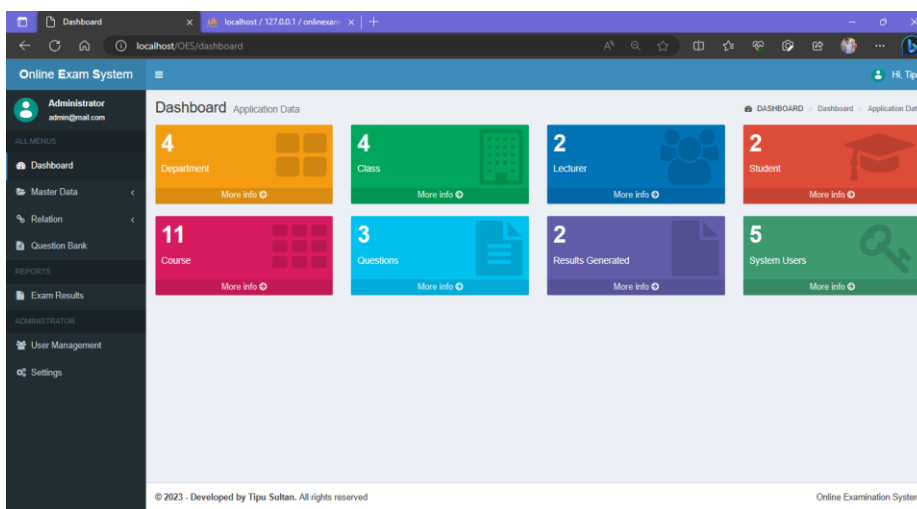 Dashboard
localhost / 127.0.0.1 / onlinexam
localhost/OES/dashboard
Online Exam System
Hi, Tip
Administrator
admin@mail.com
Dashboard Application Data
DASHBOARD > Dashboard > Application Dat
ALL MENUS
Dashboard
Master Data
Relation
Question Bank
REPORTS
Exam Results
ADMINISTRATOR
User Management
Settings
4
Department
More info
4
Class
More info
2
Lecturer
More info
2
Student
More info
11
Course
More info
3
Questions
More info
2
Results Generated
More info
5
System Users
More info
© 2023 - Developed by Tipu Sultan. All rights reserved
Online Examination System